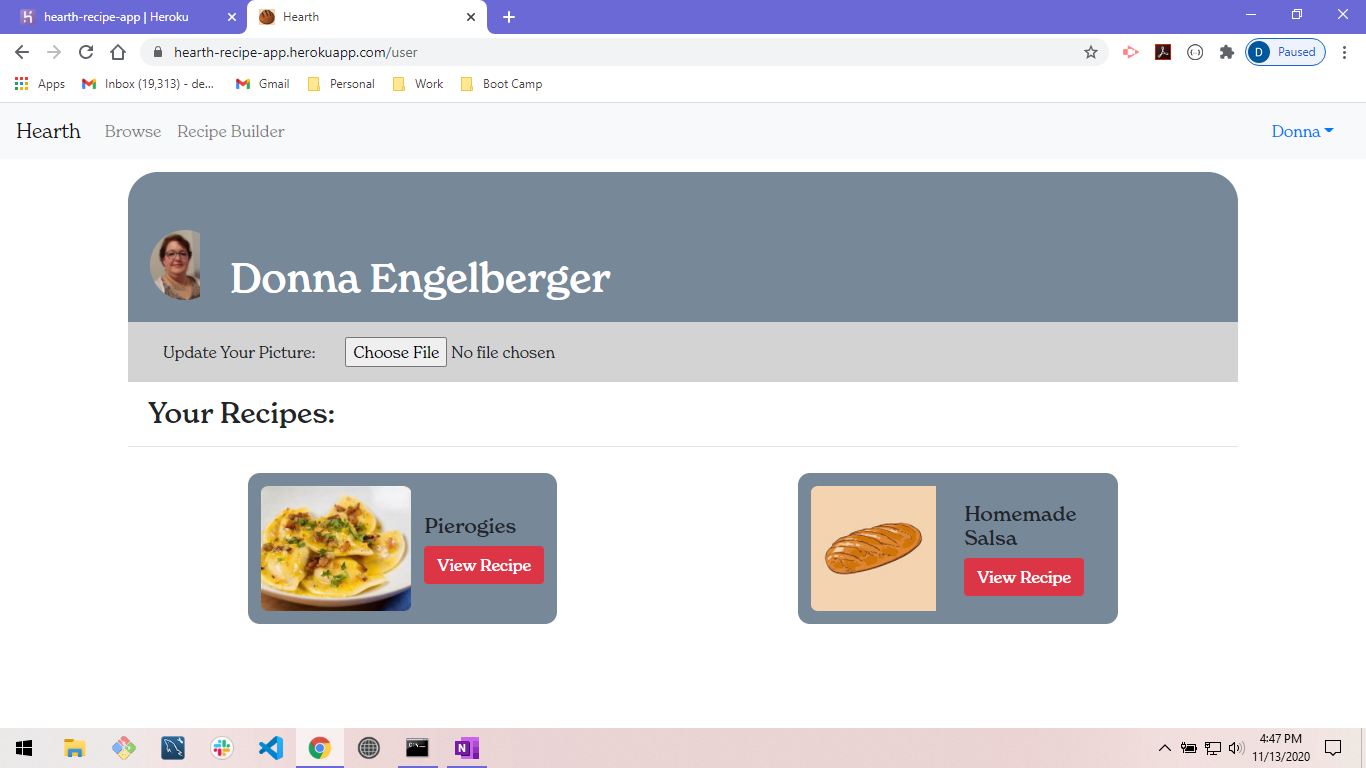 hearth-recipe-app | Heroku
Hearth
hearth-recipe-app.herokuapp.com/user
D Paused
Apps
Inbox (19,313) - de...
Gmail
Personal
Work
Boot Camp
Hearth Browse Recipe Builder Donna
Donna Engelberger
Update Your Picture: Choose File No file chosen
Your Recipes:
Pierogies
View Recipe
Homemade
Salsa
View Recipe
4:47 PM
11/13/2020